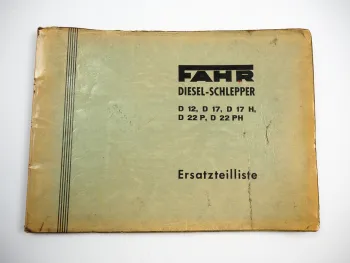 FAHR
DIESEL-SCHLEPPER
D 12, D 17, D 17 H,
D 22 P, D 22 PH
Ersatzteilliste